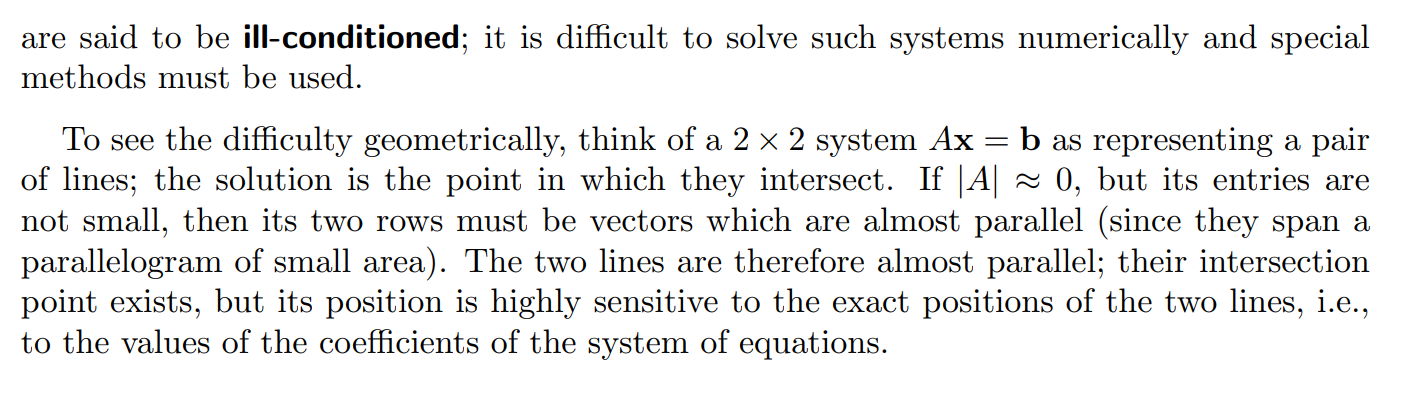 are said to be ill-conditioned; it is difficult to solve such systems numerically and special
methods must be used.
To see the difficulty geometrically, think of a 2 × 2 system Ax = b as representing a pair
of lines; the solution is the point in which they intersect. If |A| ≈ 0, but its entries are
not small, then its two rows must be vectors which are almost parallel (since they span a
parallelogram of small area). The two lines are therefore almost parallel; their intersection
point exists, but its position is highly sensitive to the exact positions of the two lines, i.e.,
to the values of the coefficients of the system of equations.